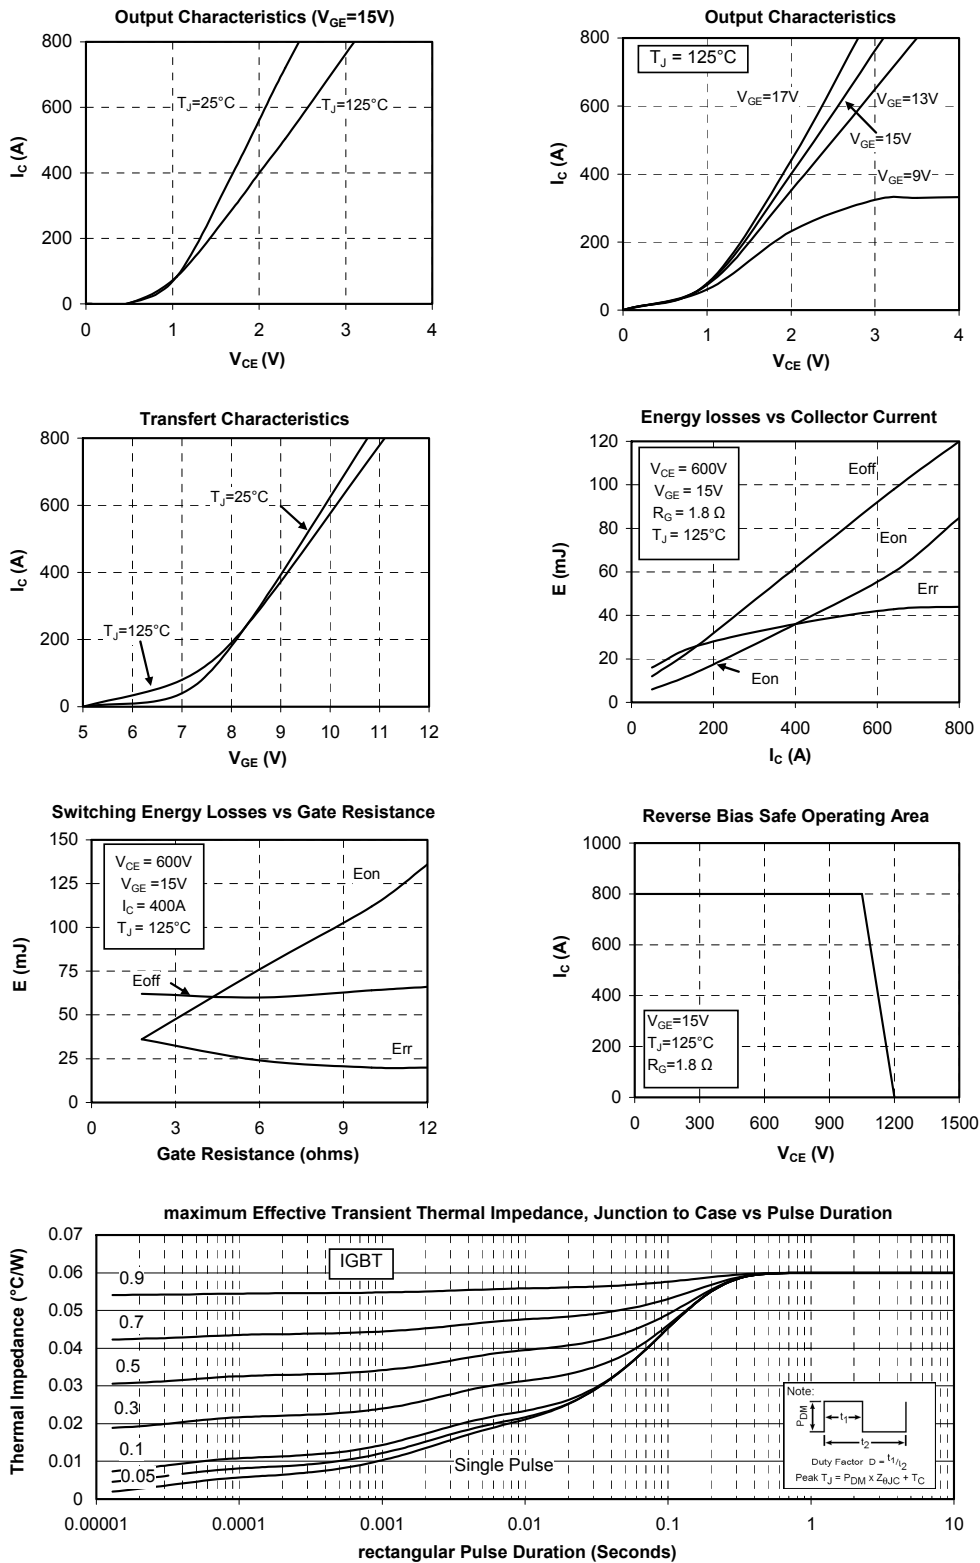 Output Characteristics (VGE=15V)
800
600
400
200
0
0 1 2 3 4
IC (A)
VCE (V)
TJ=25°C
TJ=125°C
Output Characteristics
800
600
400
200
0
0 1 2 3 4
IC (A)
VCE (V)
TJ = 125°C
VGE=17V
VGE=13V
VGE=15V
VGE=9V
Transfert Characteristics
800
600
400
200
0
5 6 7 8 9 10 11 12
IC (A)
VGE (V)
TJ=25°C
TJ=125°C
Energy losses vs Collector Current
120
100
80
60
40
20
0
0 200 400 600 800
E (mJ)
IC (A)
VCE = 600V
VGE = 15V
RG = 1.8 Ω
TJ = 125°C
Eoff
Eon
Err
Eon
Switching Energy Losses vs Gate Resistance
150
125
100
75
50
25
0
0 3 6 9 12
E (mJ)
Gate Resistance (ohms)
VCE = 600V
VGE =15V
IC = 400A
TJ = 125°C
Eon
Eoff
Err
Reverse Bias Safe Operating Area
1000
800
600
400
200
0
0 300 600 900 1200 1500
IC (A)
VCE (V)
VGE=15V
TJ=125°C
RG=1.8 Ω
maximum Effective Transient Thermal Impedance, Junction to Case vs Pulse Duration
0.07
0.06
0.05
0.04
0.03
0.02
0.01
0
0.00001 0.0001 0.001 0.01 0.1 1 10
Thermal Impedance (°C/W)
rectangular Pulse Duration (Seconds)
IGBT
0.9
0.7
0.5
0.3
0.1
0.05
Single Pulse
Note:
PDM
t1
t2
Duty Factor D = t1/t2
Peak TJ = PDM x ZθJC + TC